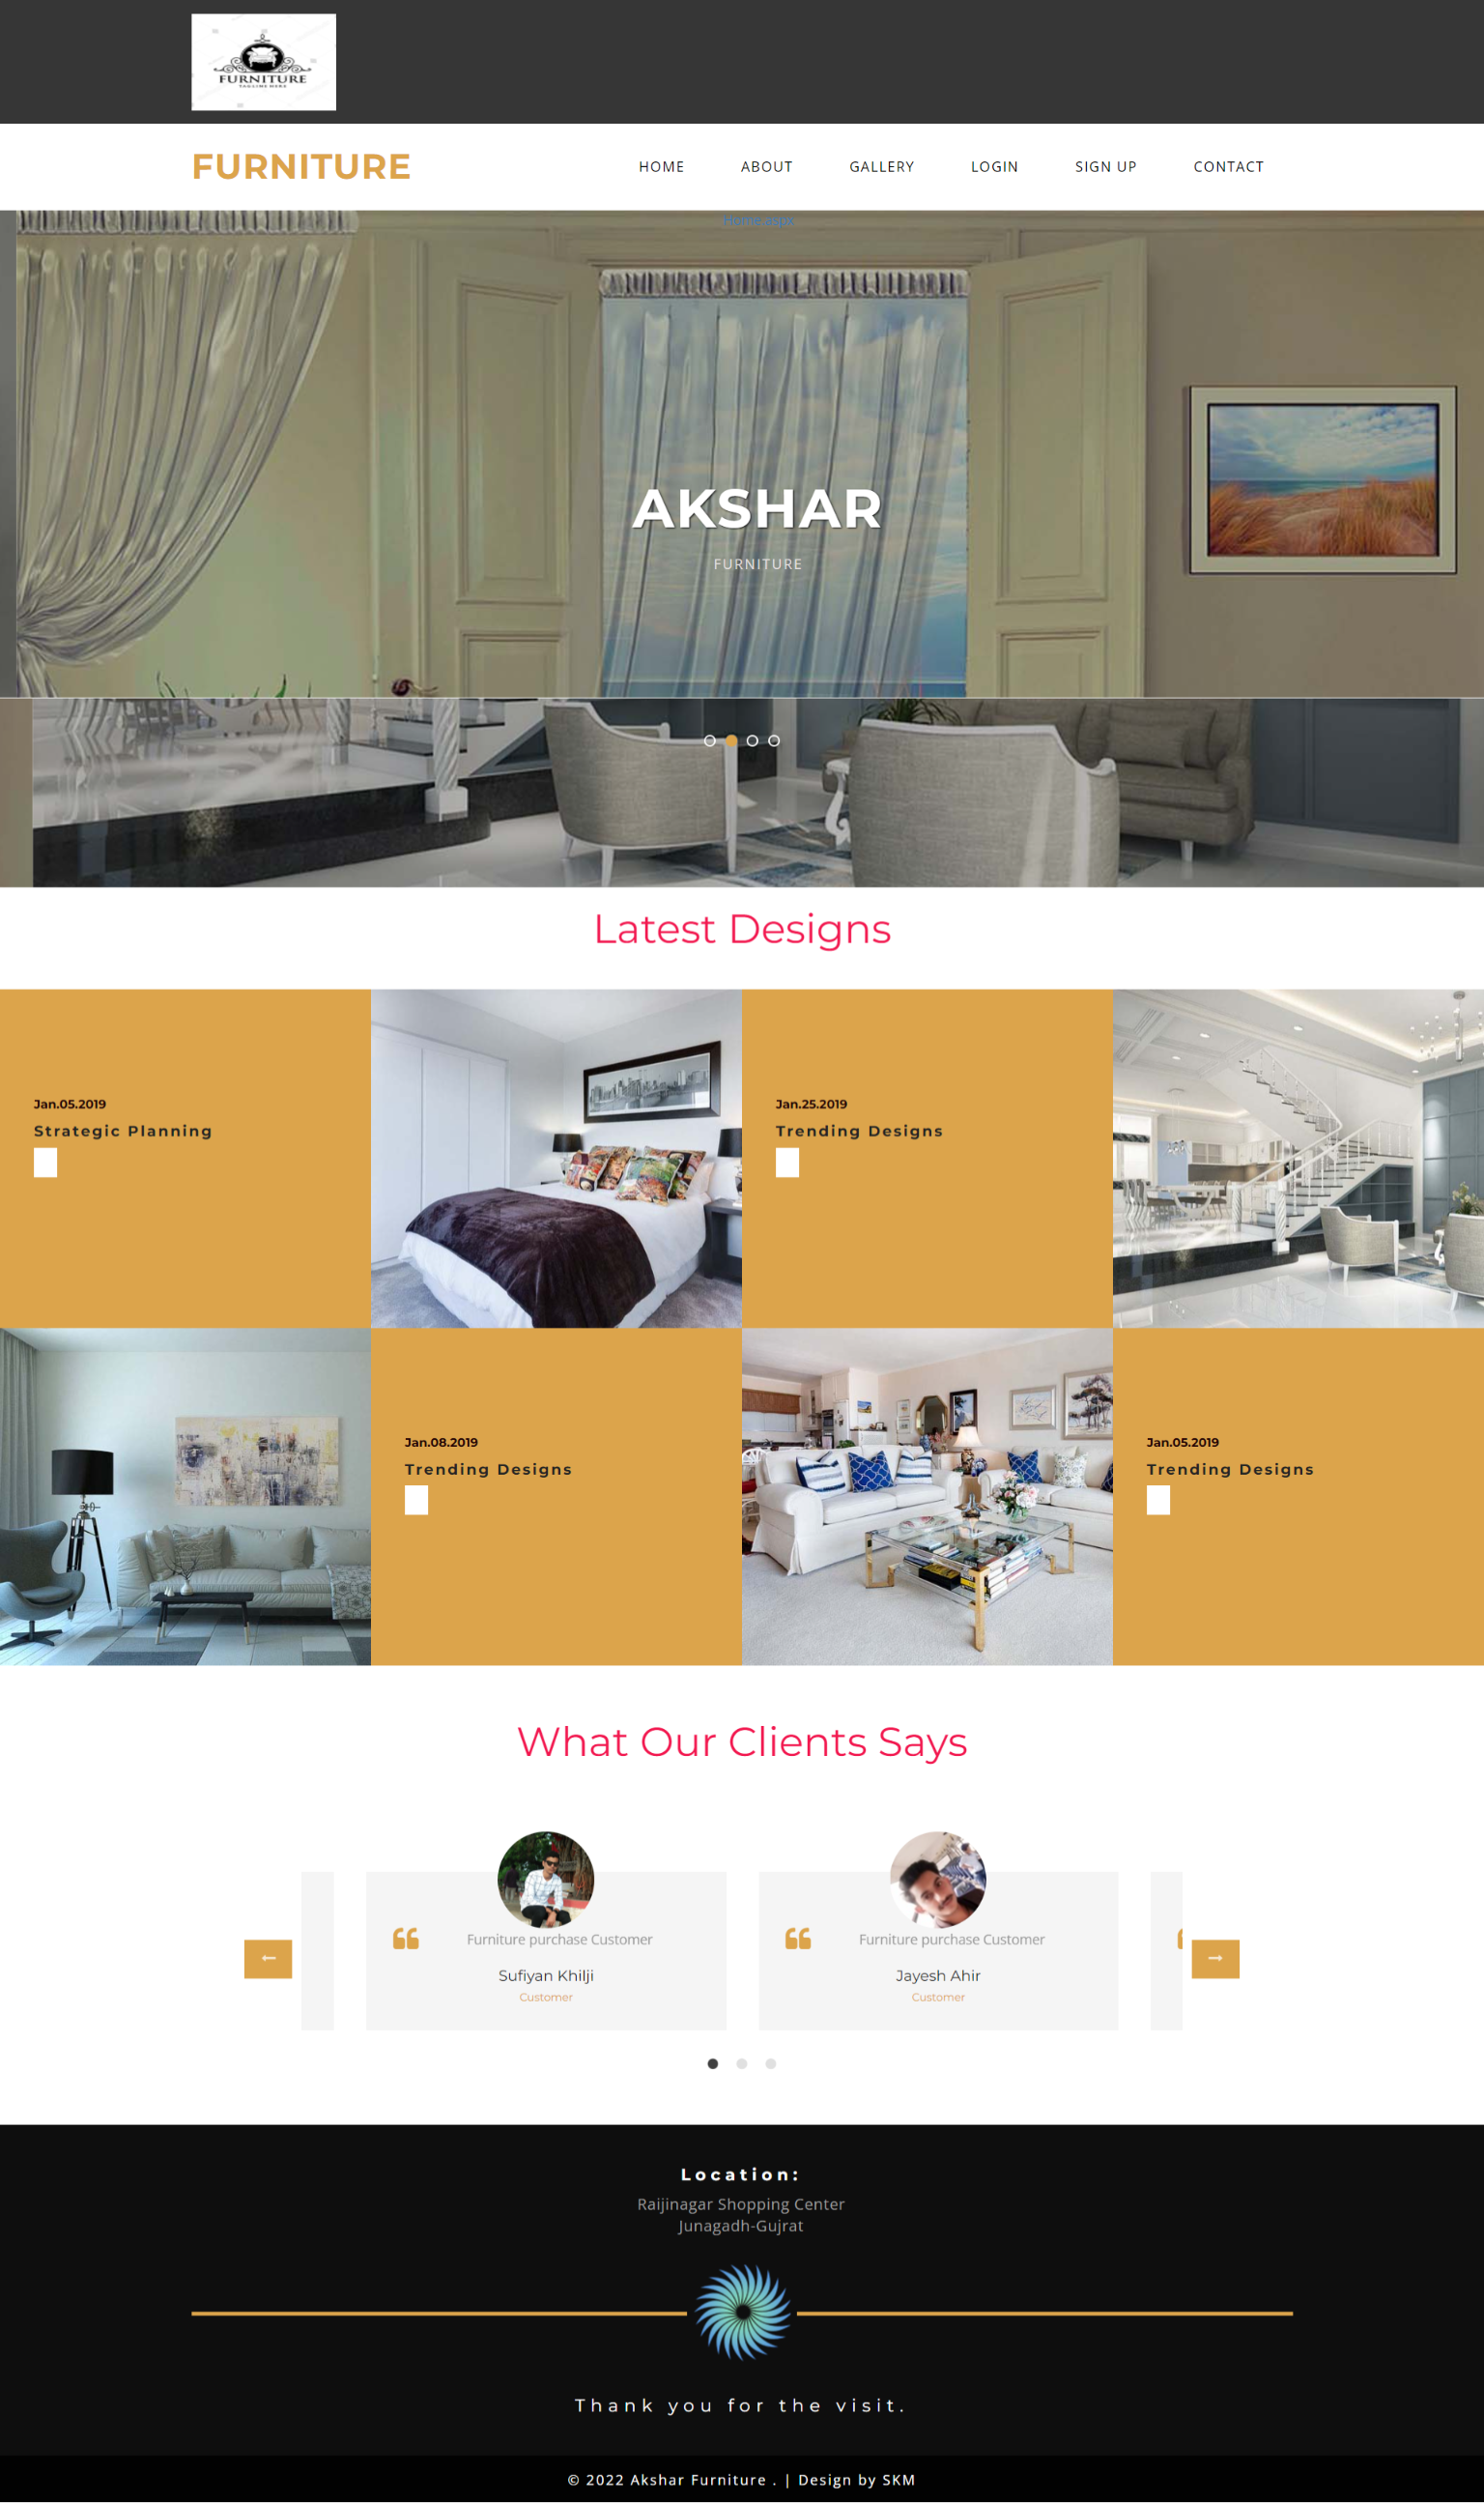 FURNITURE
TAGLINE HERE
FURNITURE
HOME ABOUT GALLERY LOGIN SIGN UP CONTACT
Home.aspx
AKSHAR
FURNITURE
Latest Designs
Jan.05.2019
Strategic Planning
Jan.25.2019
Trending Designs
Jan.08.2019
Trending Designs
Jan.05.2019
Trending Designs
What Our Clients Says
Furniture purchase Customer
Sufiyan Khilji
Customer
Furniture purchase Customer
Jayesh Ahir
Customer
Location:
Raijinagar Shopping Center
Junagadh-Gujrat
Thank you for the visit.
© 2022 Akshar Furniture . | Design by SKM